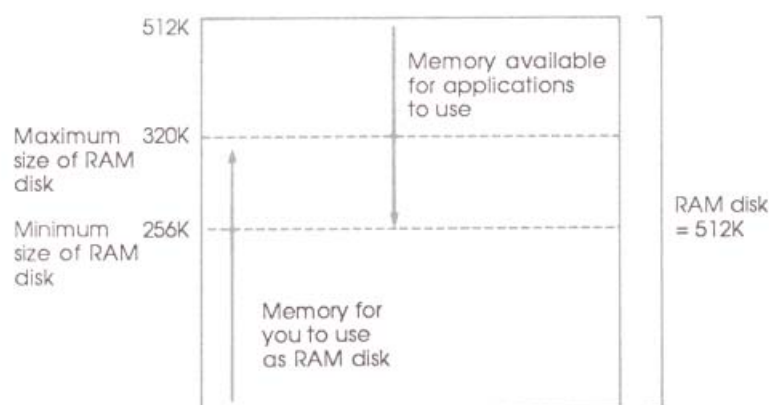 512K
Memory available
for applications
to use
Maximum
size of RAM
disk
320K
Minimum
size of RAM
disk
256K
RAM disk
= 512K
Memory for
you to use
as RAM disk